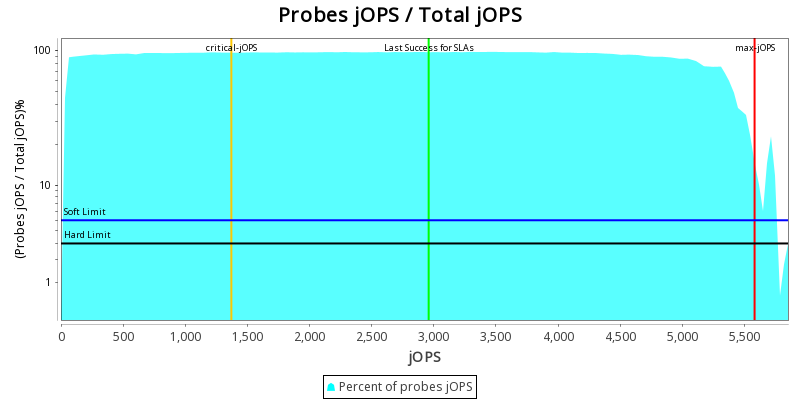 Probes jOPS / Total jOPS
critical-jOPS
Last Success for SLAs
max-jOPS
(Probes jOPS / Total jOPS)%
100
10
1
Soft Limit
Hard Limit
0 500 1,000 1,500 2,000 2,500 3,000 3,500 4,000 4,500 5,000 5,500
jOPS
Percent of probes jOPS